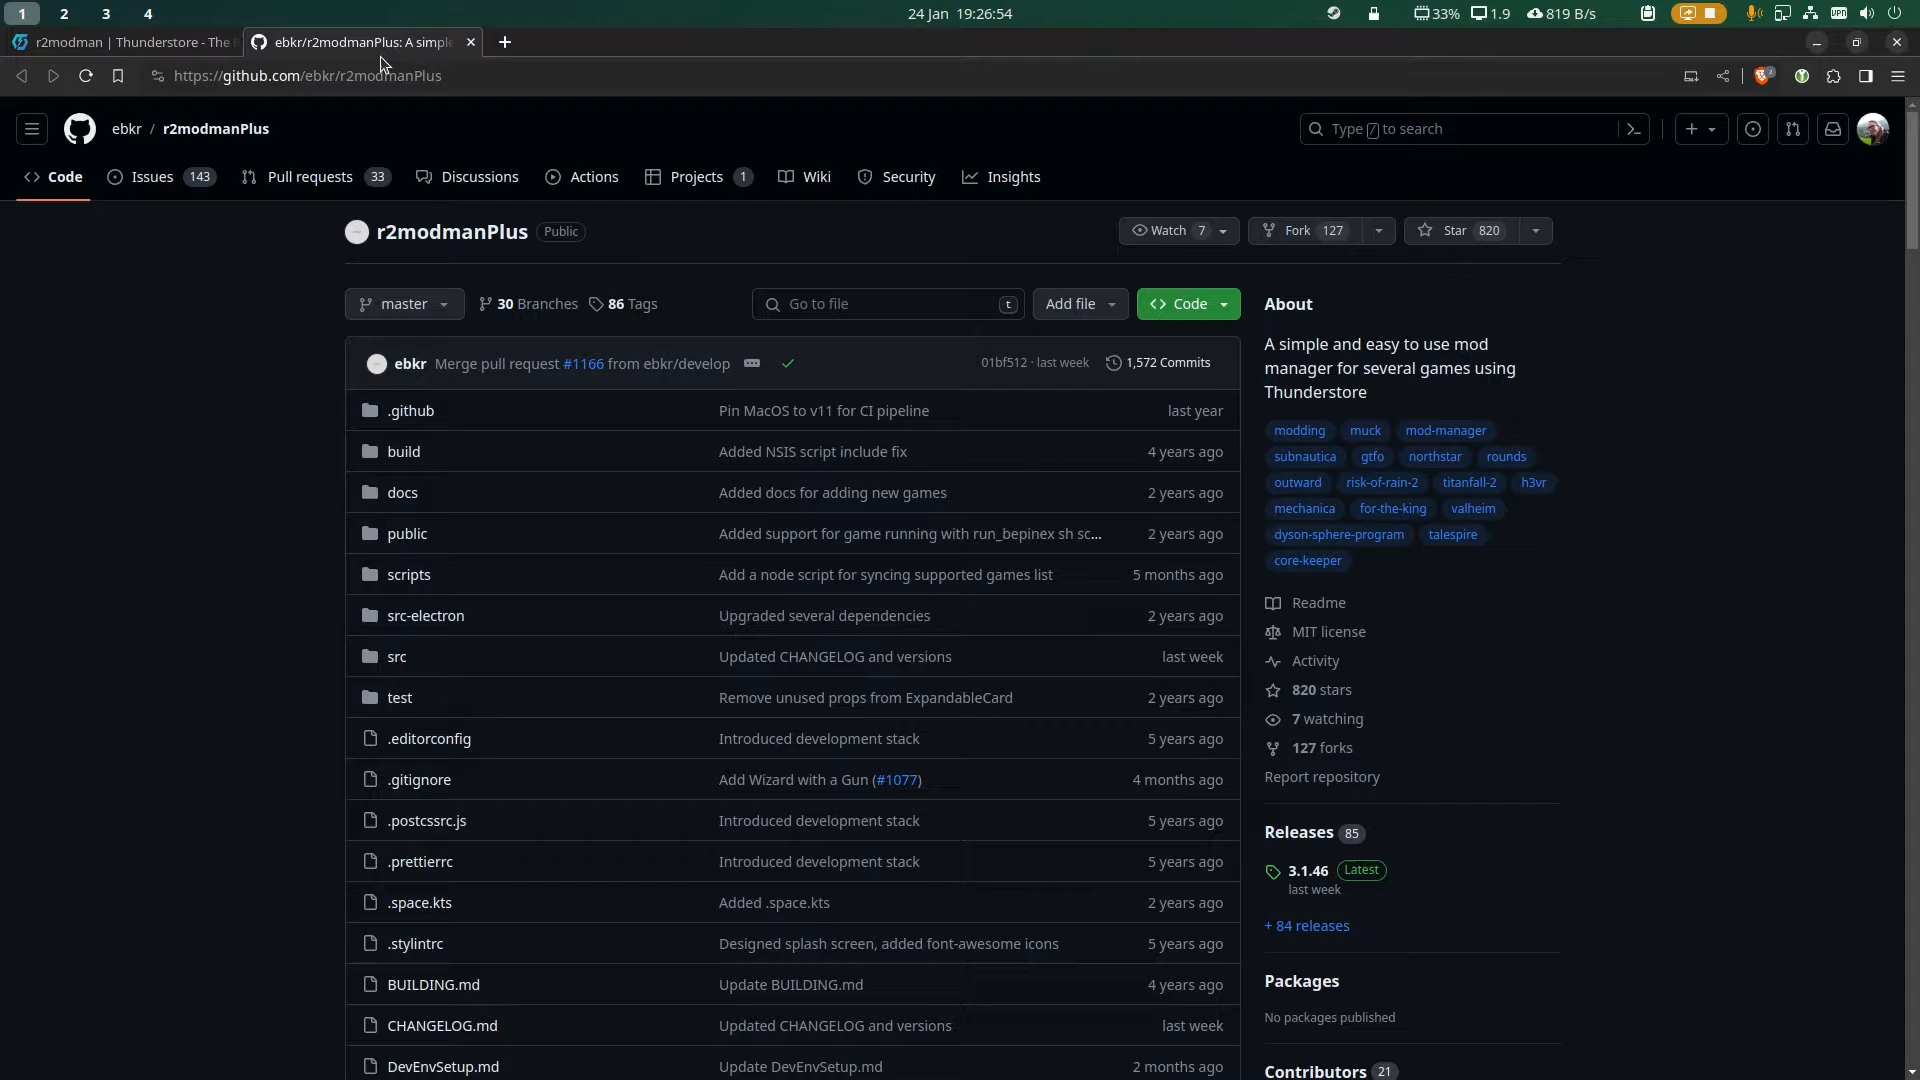 1 2 3 4 24 Jan 19:26:54 33% 1.9 819 B/s VPN
r2modman | Thunderstore - The ebkr/r2modmanPlus: A simple
https://github.com/ebkr/r2modmanPlus 2
ebkr / r2modmanPlus Type / to search
Code Issues 143 Pull requests 33 Discussions Actions Projects 1 Wiki Security Insights
r2modmanPlus Public Watch 7 Fork 127 Star 820
master 30 Branches 86 Tags Go to file t Add file Code
ebkr Merge pull request #1166 from ebkr/develop 01bf512 · last week 1,572 Commits
.github Pin MacOS to v11 for CI pipeline last year
build Added NSIS script include fix 4 years ago
docs Added docs for adding new games 2 years ago
public Added support for game running with run_bepinex sh sc... 2 years ago
scripts Add a node script for syncing supported games list 5 months ago
src-electron Upgraded several dependencies 2 years ago
src Updated CHANGELOG and versions last week
test Remove unused props from ExpandableCard 2 years ago
.editorconfig Introduced development stack 5 years ago
.gitignore Add Wizard with a Gun (#1077) 4 months ago
.postcssrc.js Introduced development stack 5 years ago
.prettierrc Introduced development stack 5 years ago
.space.kts Added .space.kts 2 years ago
.stylintrc Designed splash screen, added font-awesome icons 5 years ago
BUILDING.md Update BUILDING.md 4 years ago
CHANGELOG.md Updated CHANGELOG and versions last week
DevEnvSetup.md Update DevEnvSetup.md 2 months ago
About
A simple and easy to use mod
manager for several games using
Thunderstore
modding muck mod-manager
subnautica gtfo northstar rounds
outward risk-of-rain-2 titanfall-2 h3vr
mechanica for-the-king valheim
dyson-sphere-program talespire
core-keeper
Readme
MIT license
Activity
820 stars
7 watching
127 forks
Report repository
Releases 85
3.1.46 Latest
last week
+ 84 releases
Packages
No packages published
Contributors 21